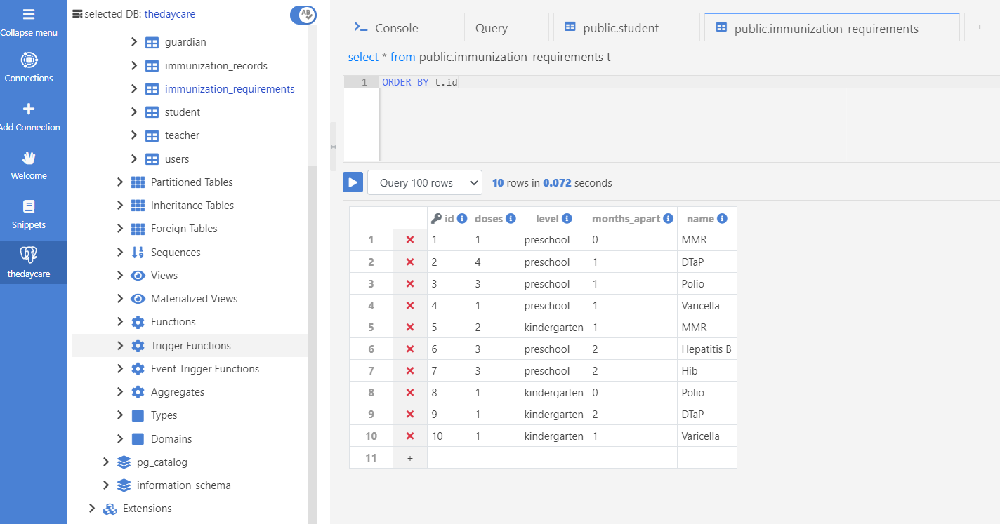 Collapse menu
Connections
Add Connection
Welcome
Snippets
thedaycare
selected DB: thedaycare
AB
guardian
immunization_records
immunization_requirements
student
teacher
users
Partitioned Tables
Inheritance Tables
Foreign Tables
Sequences
Views
Materialized Views
Functions
Trigger Functions
Event Trigger Functions
Aggregates
Types
Domains
pg_catalog
information_schema
Extensions
Console Query public.student public.immunization_requirements +
select * from public.immunization_requirements t
1 ORDER BY t.id
Query 100 rows 10 rows in 0.072 seconds
id doses level months_apart name
1 1 1 preschool 0 MMR
2 2 4 preschool 1 DTaP
3 3 3 preschool 1 Polio
4 4 1 preschool 1 Varicella
5 5 2 kindergarten 1 MMR
6 6 3 preschool 2 Hepatitis B
7 7 3 preschool 2 Hib
8 8 1 kindergarten 0 Polio
9 9 1 kindergarten 2 DTaP
10 10 1 kindergarten 1 Varicella
11 +